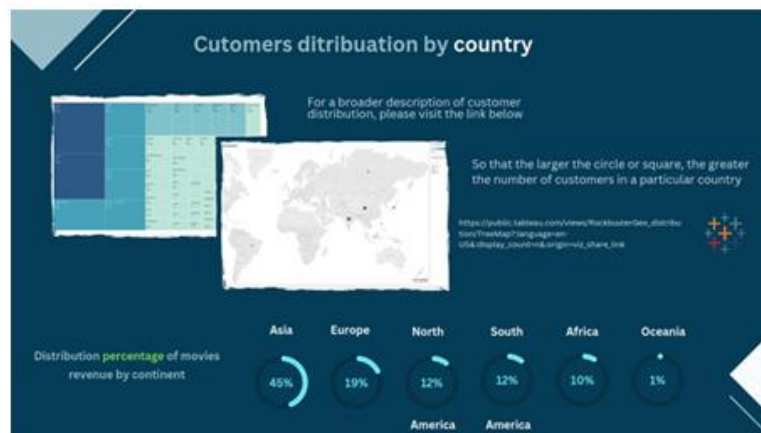 Cutomers ditribuation by country
For a broader description of customer
distribution, please visit the link below
So that the larger the circle or square, the greater
the number of customers in a particular country
https://public.tableau.com/views/RockbusterGeo_distribu
tion/TreeMap?:language=en-
US&:display_count=n&:origin=viz_share_link
Asia Europe North South Africa Oceania
Distribution percentage of movies
revenue by continent
45% 19% 12% 12% 10% 1%
America America